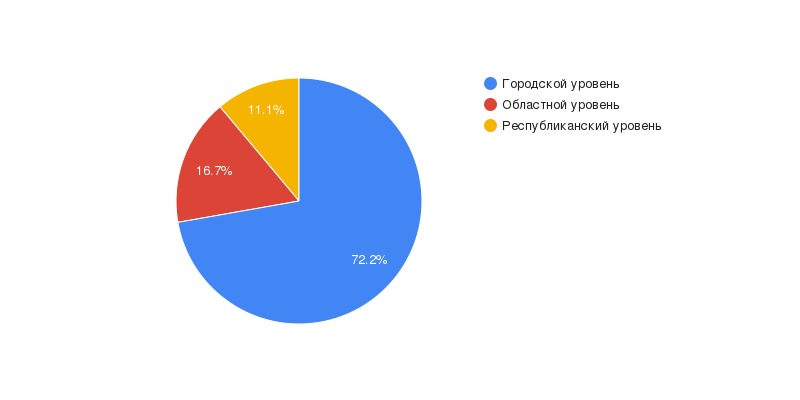 Городской уровень
Областной уровень
Республиканский уровень
11.1%
16.7%
72.2%